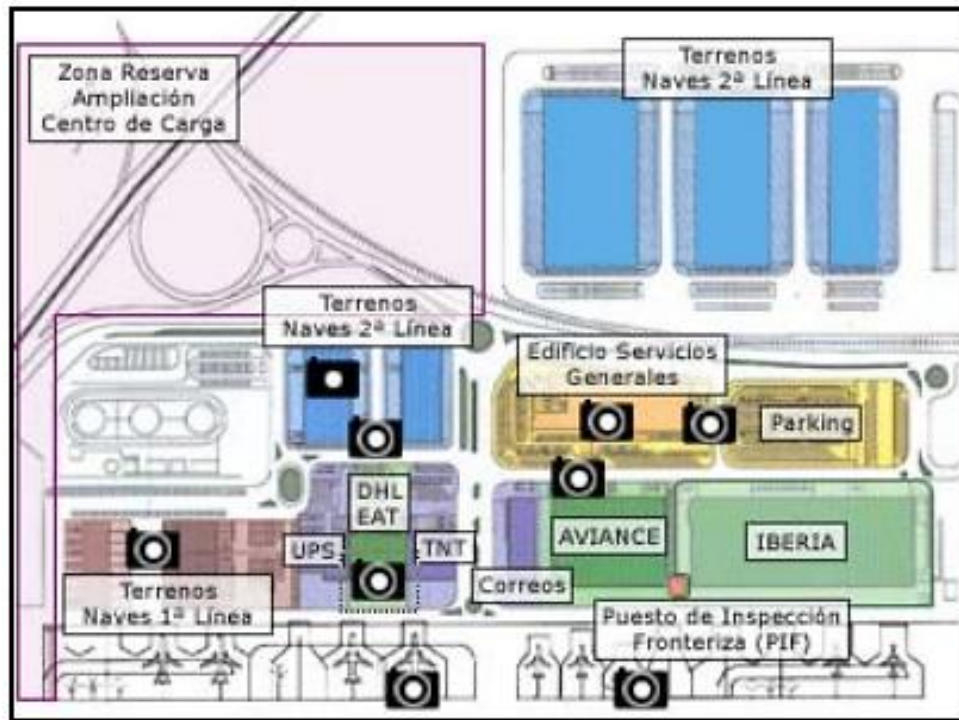 Zona Reserva
Ampliación
Centro de Carga
Terrenos
Naves 2ª Línea
Terrenos
Naves 2ª Línea
Edificio Servicios
Generales
Parking
DHL
EAT
UPS
TNT
AVIANCE
IBERIA
Correos
Terrenos
Naves 1ª Línea
Puesto de Inspección
Fronteriza (PIF)